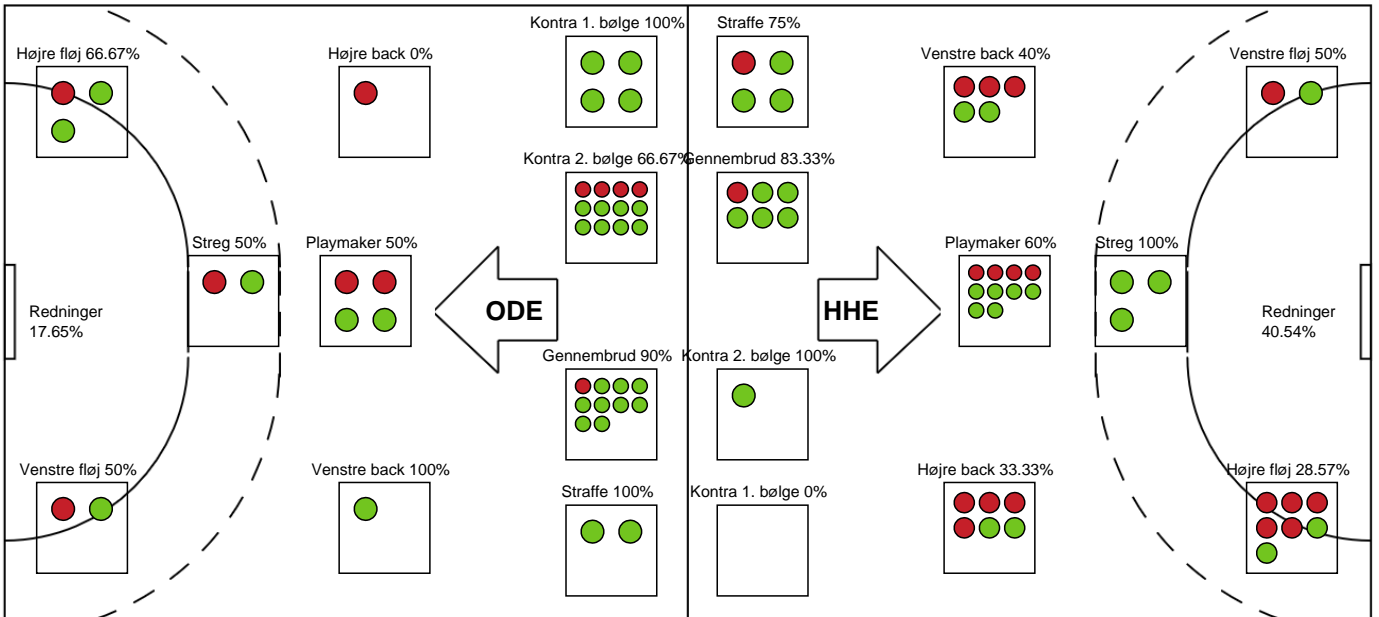 Kontra 1. bølge 100%
Straffe 75%
Højre fløj 66.67%
Højre back 0%
Venstre back 40%
Venstre fløj 50%
Kontra 2. bølge 66.67%
Gennembrud 83.33%
Streg 50%
Playmaker 50%
Playmaker 60%
Streg 100%
Redninger
17.65%
ODE
HHE
Redninger
40.54%
Gennembrud 90%
Kontra 2. bølge 100%
Venstre fløj 50%
Venstre back 100%
Højre back 33.33%
Højre fløj 28.57%
Straffe 100%
Kontra 1. bølge 0%